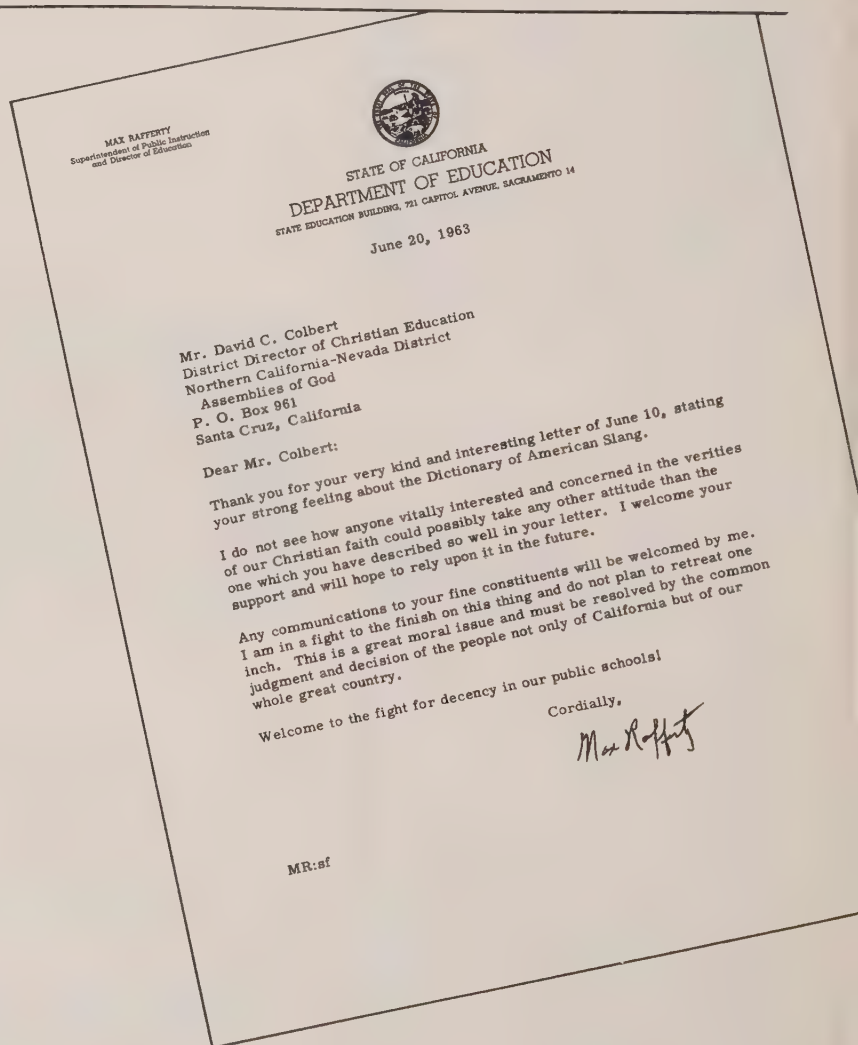 MAX RAFFERTY
Superintendent of Public Instruction
and Director of Education
STATE OF CALIFORNIA
DEPARTMENT OF EDUCATION
STATE EDUCATION BUILDING, 721 CAPITOL AVENUE, SACRAMENTO 14
June 20, 1963
Mr. David C. Colbert
District Director of Christian Education
Northern California-Nevada District
Assemblies of God
P. O. Box 961
Santa Cruz, California
Dear Mr. Colbert:
Thank you for your very kind and interesting letter of June 10, stating
your strong feeling about the Dictionary of American Slang.
I do not see how anyone vitally interested and concerned in the verities
of our Christian faith could possibly take any other attitude than the
one which you have described so well in your letter. I welcome your
support and will hope to rely upon it in the future.
Any communications to your fine constituents will be welcomed by me.
I am in a fight to the finish on this thing and do not plan to retreat one
inch. This is a great moral issue and must be resolved by the common
judgment and decision of the people not only of California but of our
whole great country.
Welcome to the fight for decency in our public schools!
Cordially,
Max Rafferty
MR:sf